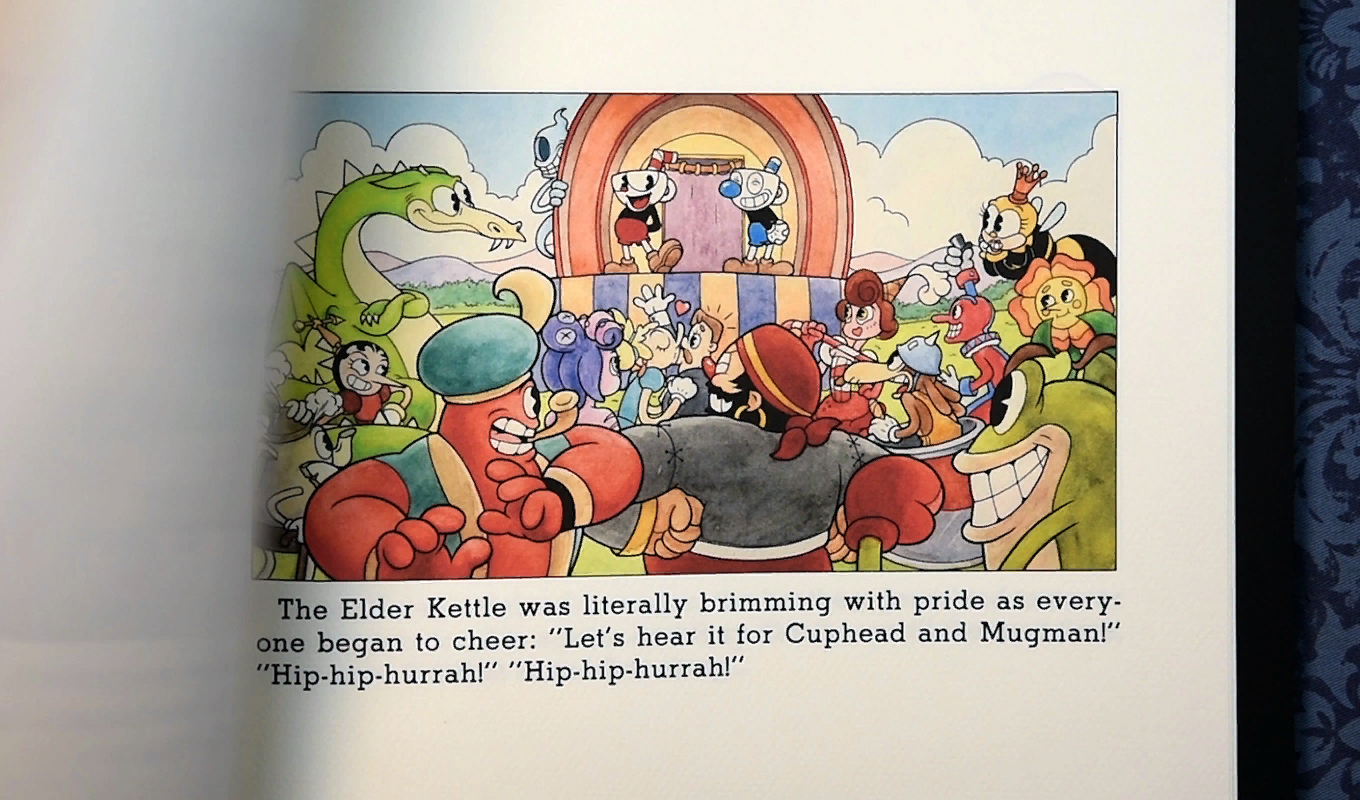 The Elder Kettle was literally brimming with pride as every-
one began to cheer: "Let's hear it for Cuphead and Mugman!"
"Hip-hip-hurrah!" "Hip-hip-hurrah!"